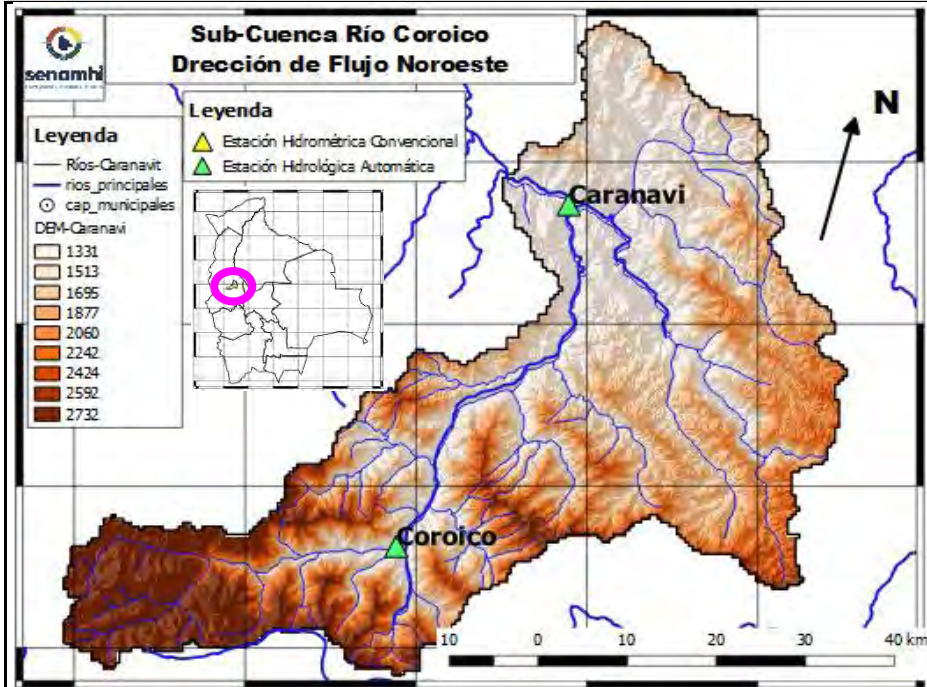 Sub-Cuenca Río Coroico
Drección de Flujo Noroeste
senamhi
Leyenda
Estación Hidrométrica Convencional
Estación Hidrológica Automática
Leyenda
Ríos-Caranavit
rios_principales
cap_municipales
DEM-Caranavi
1331
1513
1695
1877
2060
2242
2424
2592
2732
N
Caranavi
Coroico
10 0 10 20 30 40 km